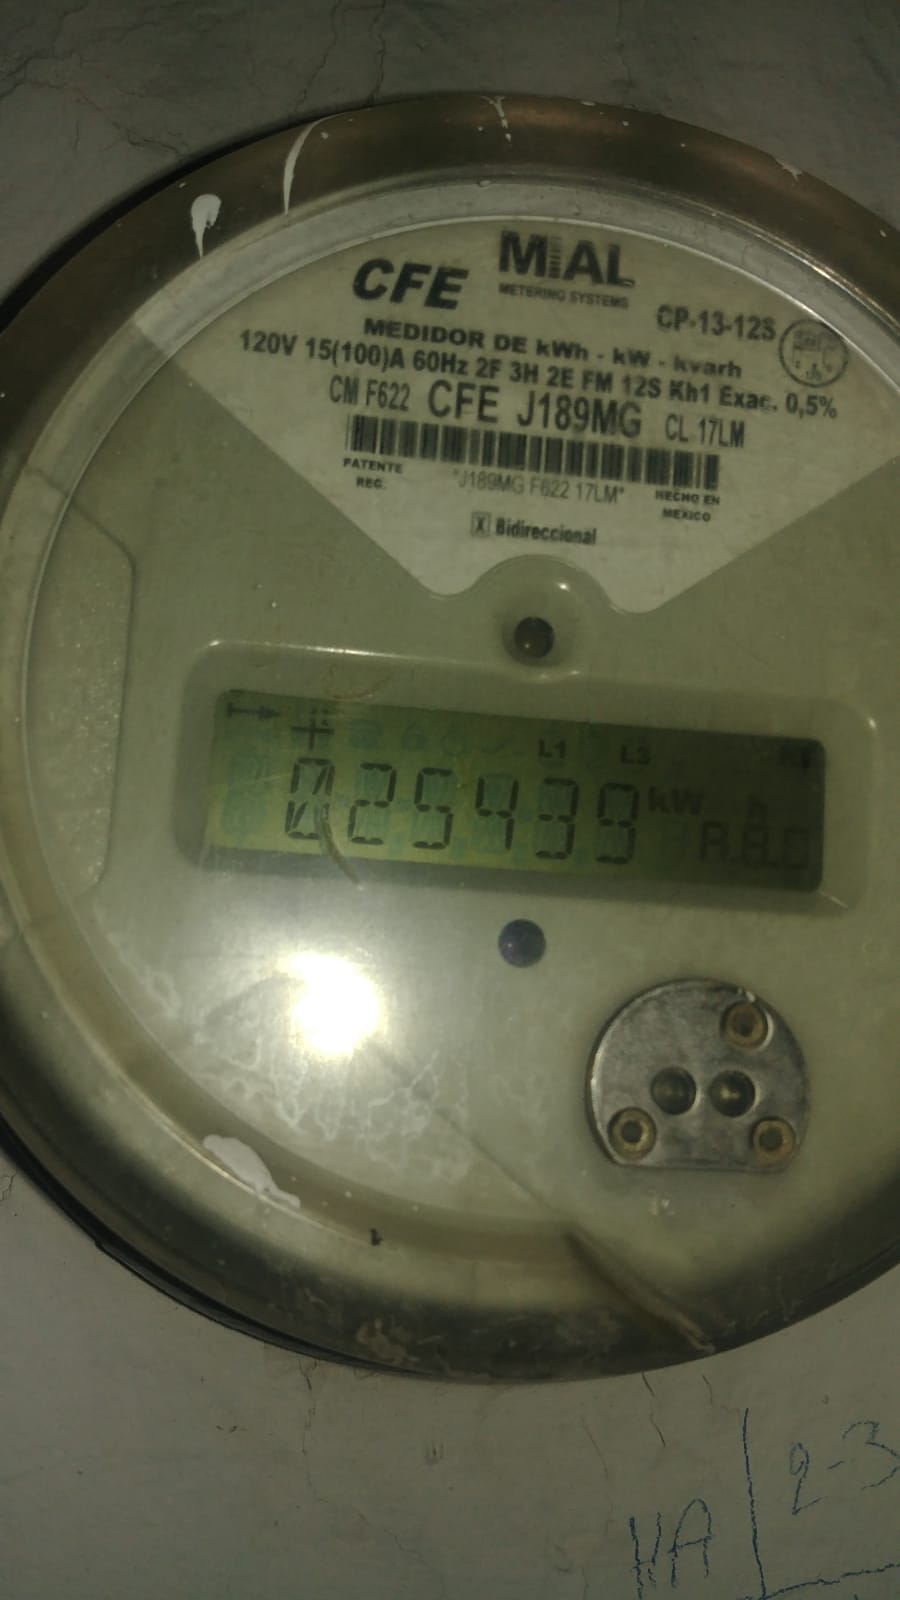 MIAL
CFE METERING SYSTEMS
CP-13-12S
MEDIDOR DE kWh - kW - kvarh
120V 15(100)A 60Hz 2F 3H 2E FM 12S Kh1 Exac. 0,5%
CM F622 CFE J189MG CL 17LM
PATENTE REG.
*J189MG F622 17LM*
HECHO EN MEXICO
X Bidireccional
L1 L3
025439 kW h
2-3